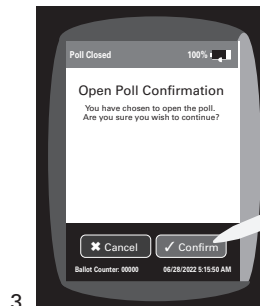 Poll Closed 100%
Open Poll Confirmation
You have chosen to open the poll.
Are you sure you wish to continue?
✖ Cancel ✓ Confirm
Ballot Counter: 00000 06/28/2022 5:15:50 AM
3